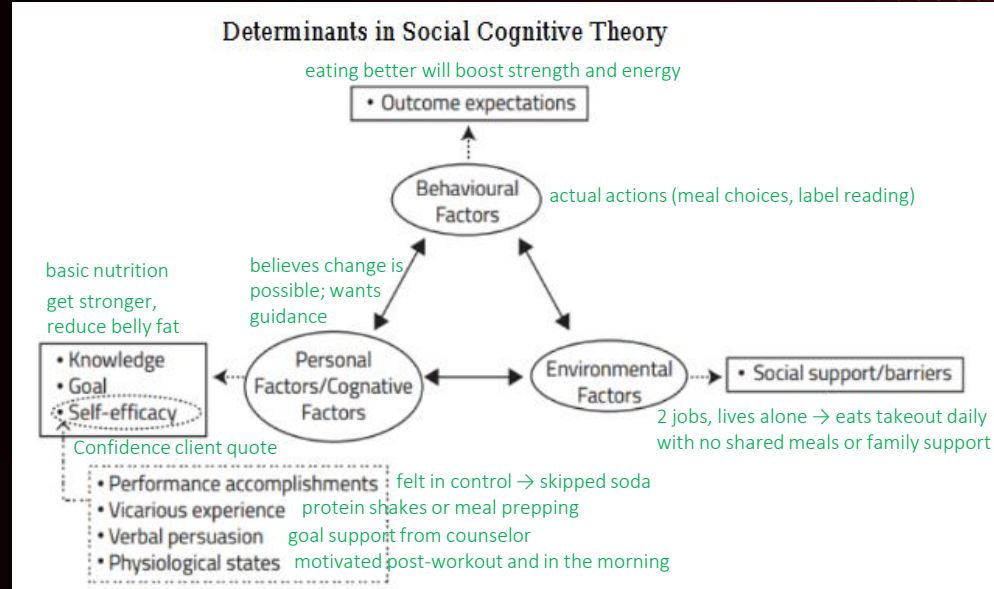 Determinants in Social Cognitive Theory
eating better will boost strength and energy
• Outcome expectations
Behavioural
Factors
actual actions (meal choices, label reading)
basic nutrition
get stronger,
reduce belly fat
believes change is
possible; wants
guidance
• Knowledge
• Goal
• Self-efficacy
Personal
Factors/Cognative
Factors
Environmental
Factors
• Social support/barriers
2 jobs, lives alone → eats takeout daily
with no shared meals or family support
Confidence client quote
• Performance accomplishments felt in control → skipped soda
• Vicarious experience protein shakes or meal prepping
• Verbal persuasion goal support from counselor
• Physiological states motivated post-workout and in the morning